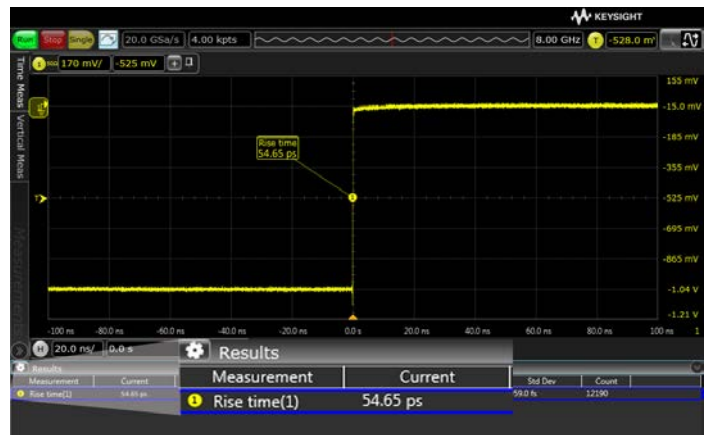 KEYSIGHT
Run Stop Single 20.0 GSa/s 4.00 kpts 8.00 GHz T -528.0 m
1 170 mV/ -525 mV +
Time Meas
Vertical Meas
Measurements
155 mV
-15.0 mV
-185 mV
-355 mV
-525 mV
-695 mV
-865 mV
-1.04 V
-1.21 V
Rise time
54.65 ps
T
1
-100 ns -80.0 ns -60.0 ns -40.0 ns -20.0 ns 0.0 s 20.0 ns 40.0 ns 60.0 ns 80.0 ns 100 ns 1
H 20.0 ns/ 0.0 s
Results
Measurement Current Std Dev Count
1 Rise time(1) 54.65 ps 59.0 fs 12190
Results
Measurement Current
1 Rise time(1) 54.65 ps